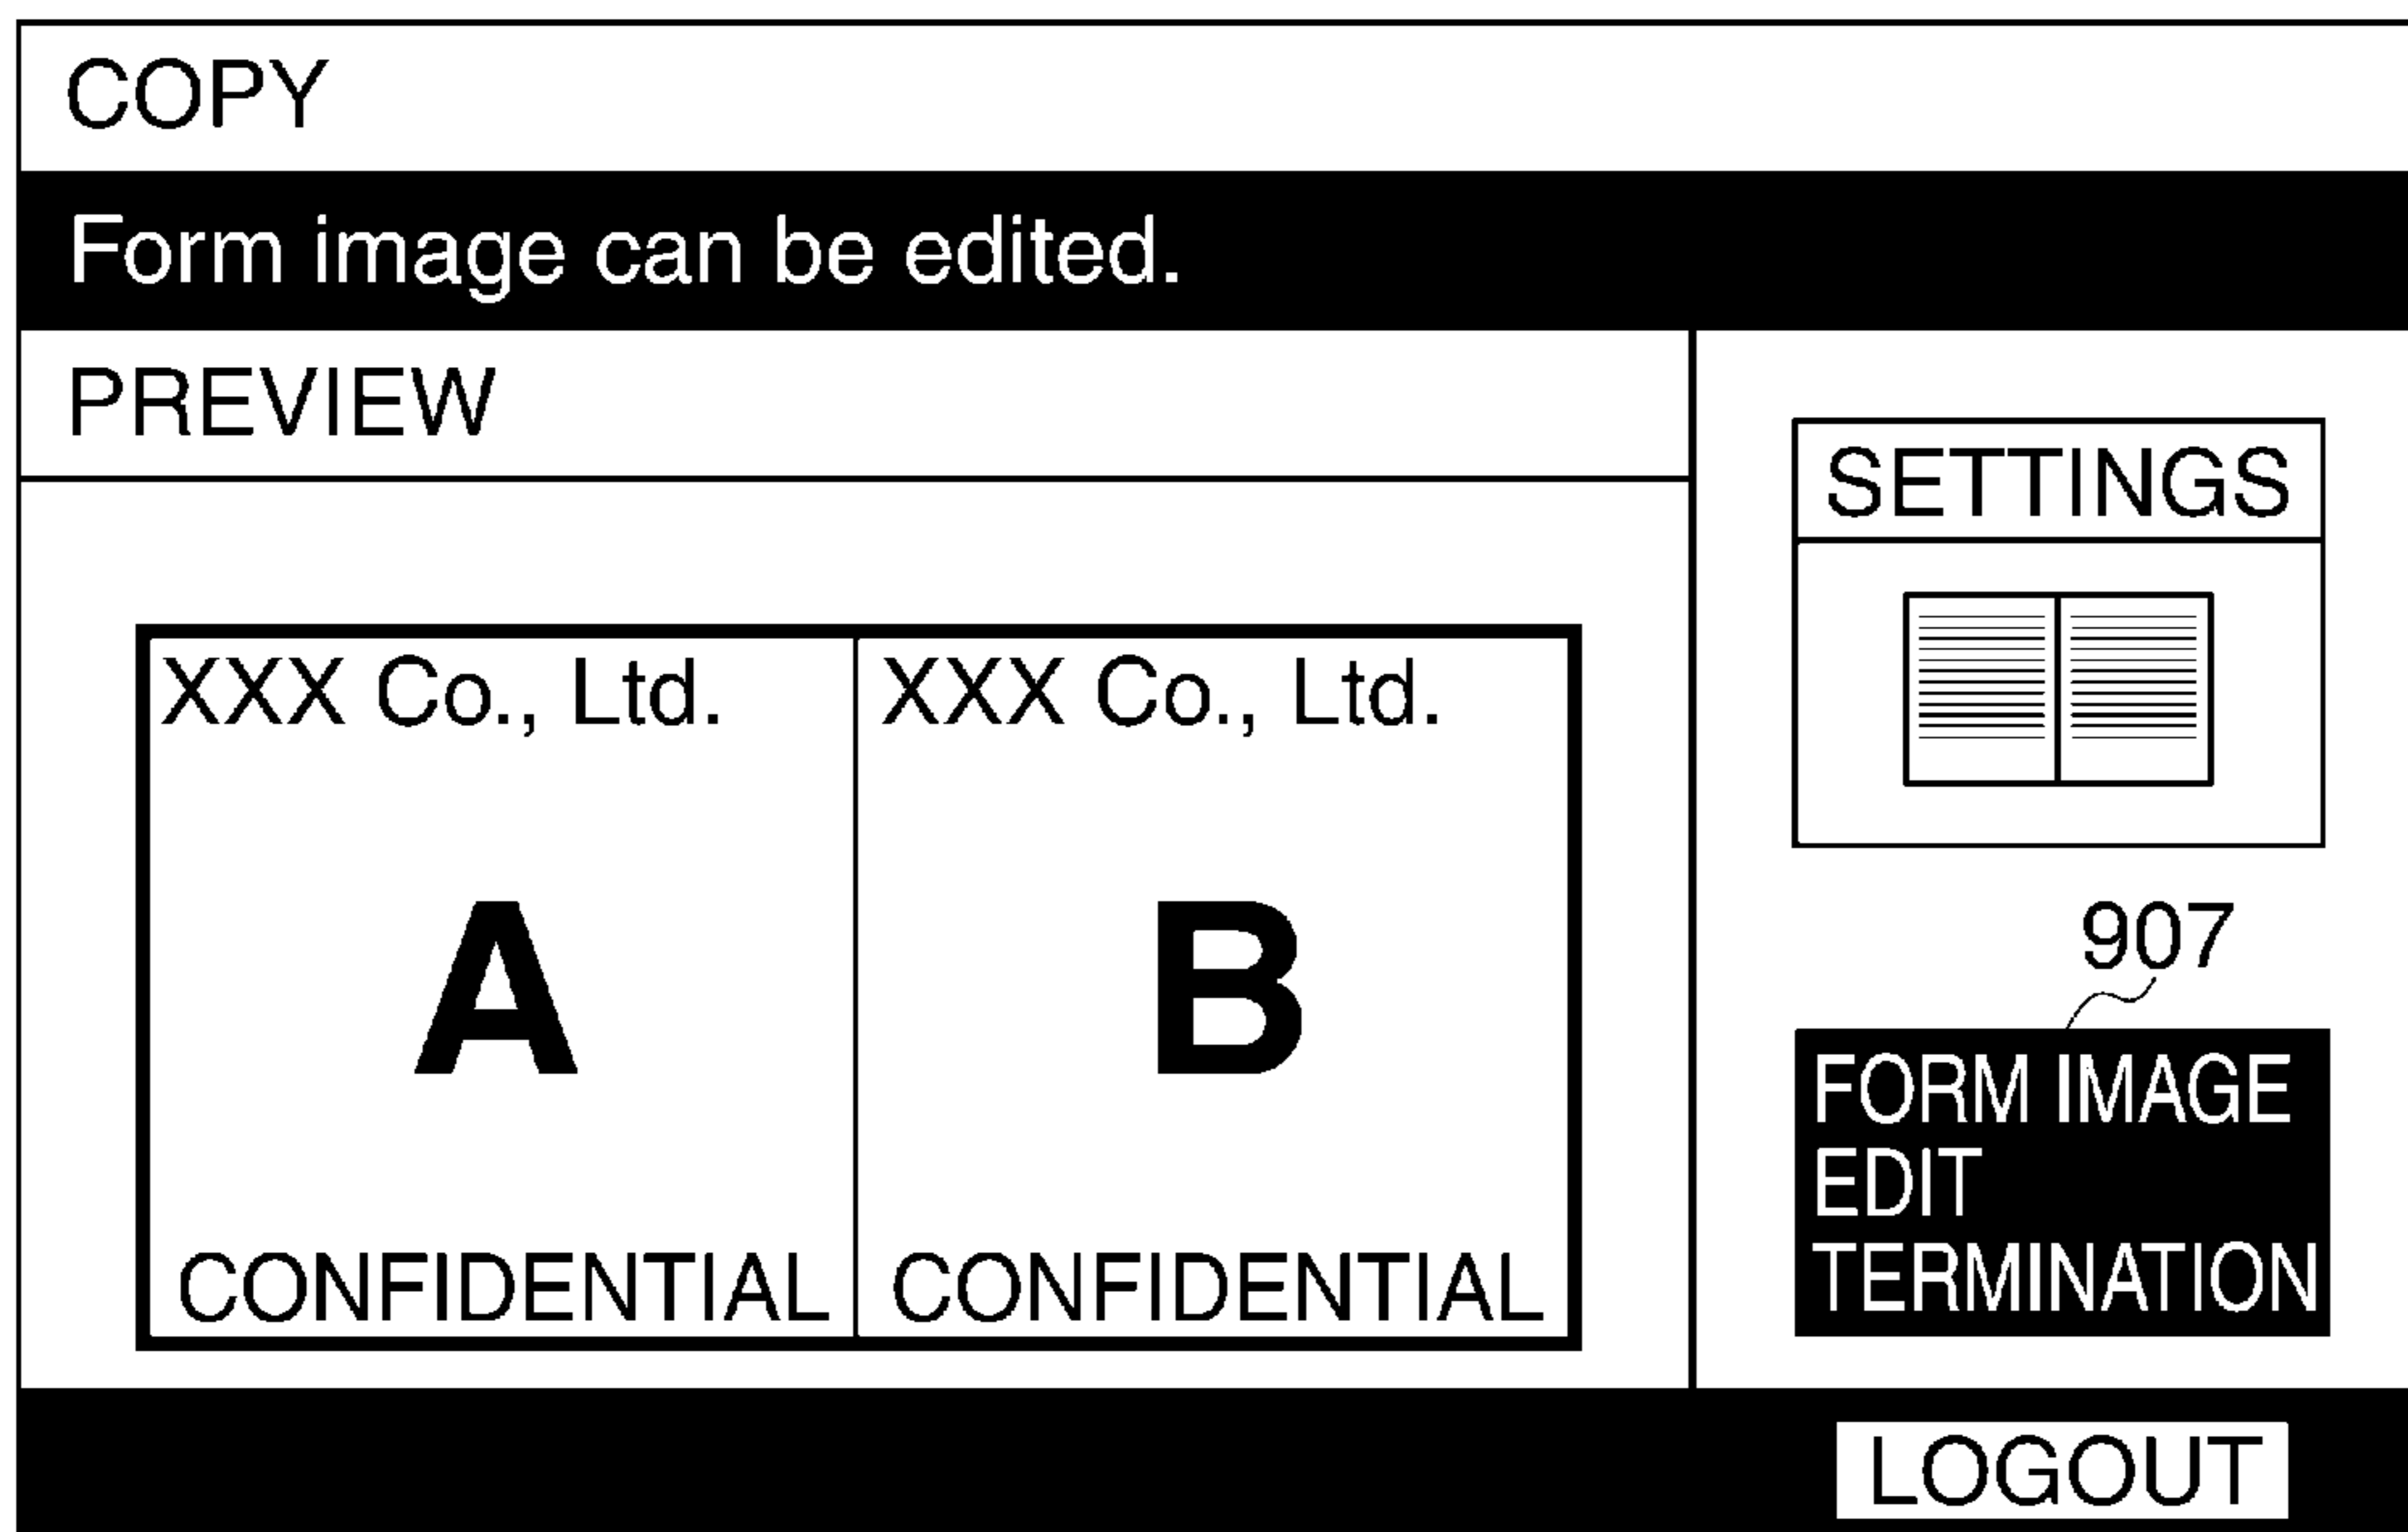 COPY
Form image can be edited.
PREVIEW
XXX Co., Ltd.
A
CONFIDENTIAL
XXX Co., Ltd.
B
CONFIDENTIAL
SETTINGS
907
FORM IMAGE
EDIT
TERMINATION
LOGOUT